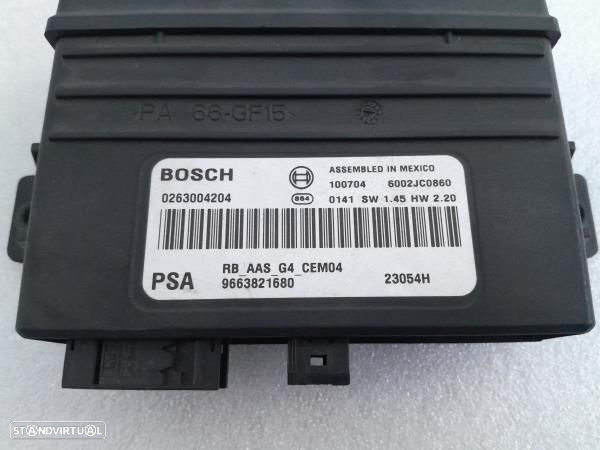 >PA 66-GF15<
BOSCH
ASSEMBLED IN MEXICO
100704 6002JC0860
0263004204
864 0141 SW 1.45 HW 2.20
PSA
RB_AAS_G4_CEM04
9663821680
23054H
STANDVIRTUAL